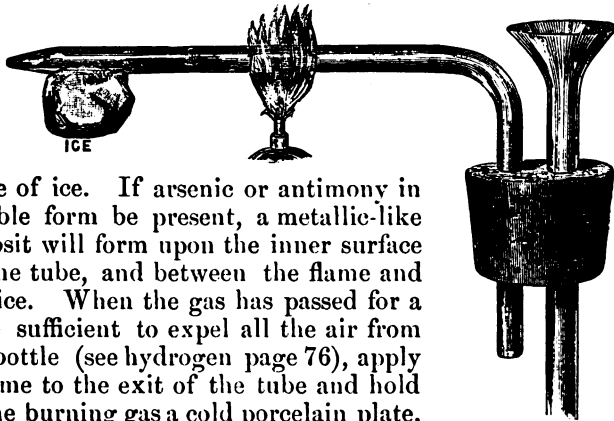 ICE
e of ice. If arsenic or antimony in
ble form be present, a metallic-like
osit will form upon the inner surface
he tube, and between the flame and
ice. When the gas has passed for a
sufficient to expel all the air from
bottle (see hydrogen page 76), apply
me to the exit of the tube and hold
he burning gas a cold porcelain plate.